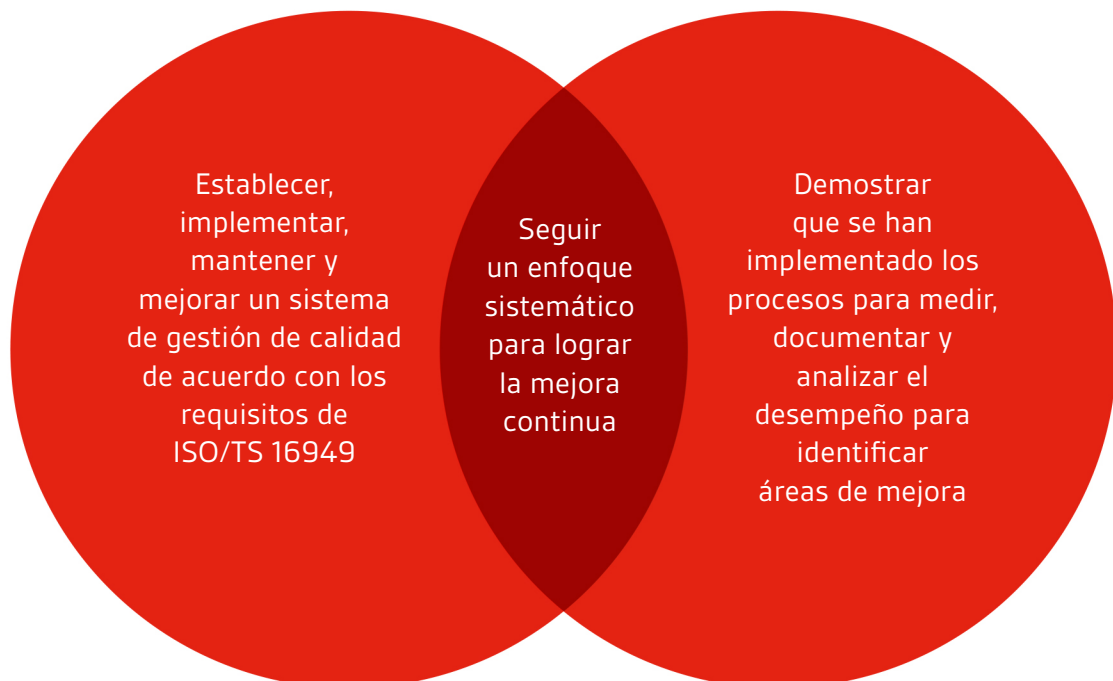 Establecer,
implementar,
mantener y
mejorar un sistema
de gestión de calidad
de acuerdo con los
requisitos de
ISO/TS 16949
Seguir
un enfoque
sistemático
para lograr
la mejora
continua
Demostrar
que se han
implementado los
procesos para medir,
documentar y
analizar el
desempeño para
identificar
áreas de mejora